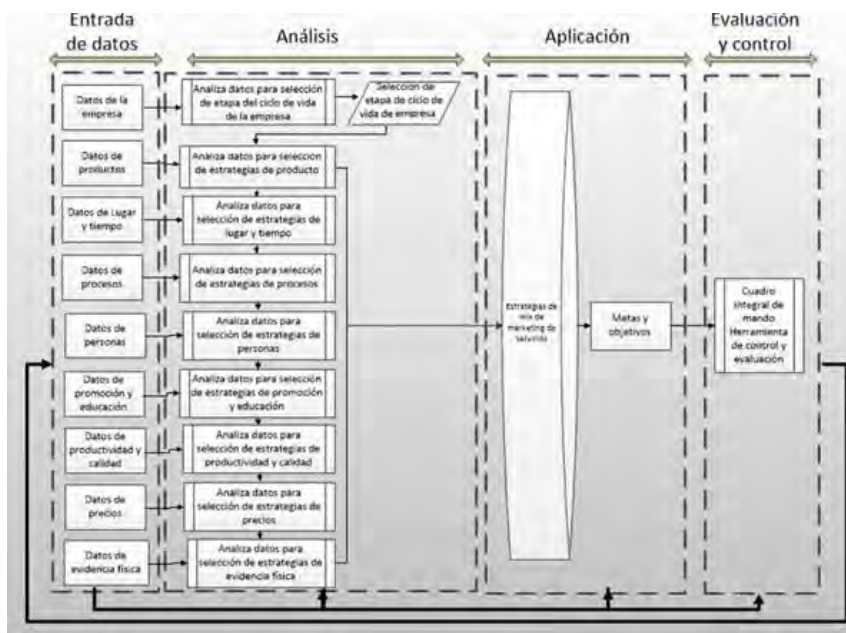 Entrada
de datos
Análisis
Aplicación
Evaluación
y control
Datos de la
empresa
Analiza datos para selección
de etapa del ciclo de vida
de la empresa
Selección de
etapa de ciclo de
vida de empresa
Datos de
productos
Analiza datos para seleccion
de estrategias de producto
Datos de Lugar
y tiempo
Analiza datos para
selección de estrategias de
lugar y tiempo
Datos de
procesos
Analiza datos para selección
de estrategias de procesos
Datos de
personas
Analiza datos para
selección de estrategias de
personas
Datos de
promoción y
educación
Analiza datos para selección
de estrategias de promoción
y educación
Datos de
productividad y
calidad
Analiza datos para
selección de estrategias de
productividad y calidad
Datos de
precios
Analiza datos para
selección de estrategias de
precios
Datos de
evidencia física
Analiza datos para
selección de estrategias de
evidencia física
Estrategias de
mix de
marketing de
servicios
Metas y
objetivos
Cuadro
integral de
mando
Herramienta
de control y
evaluación